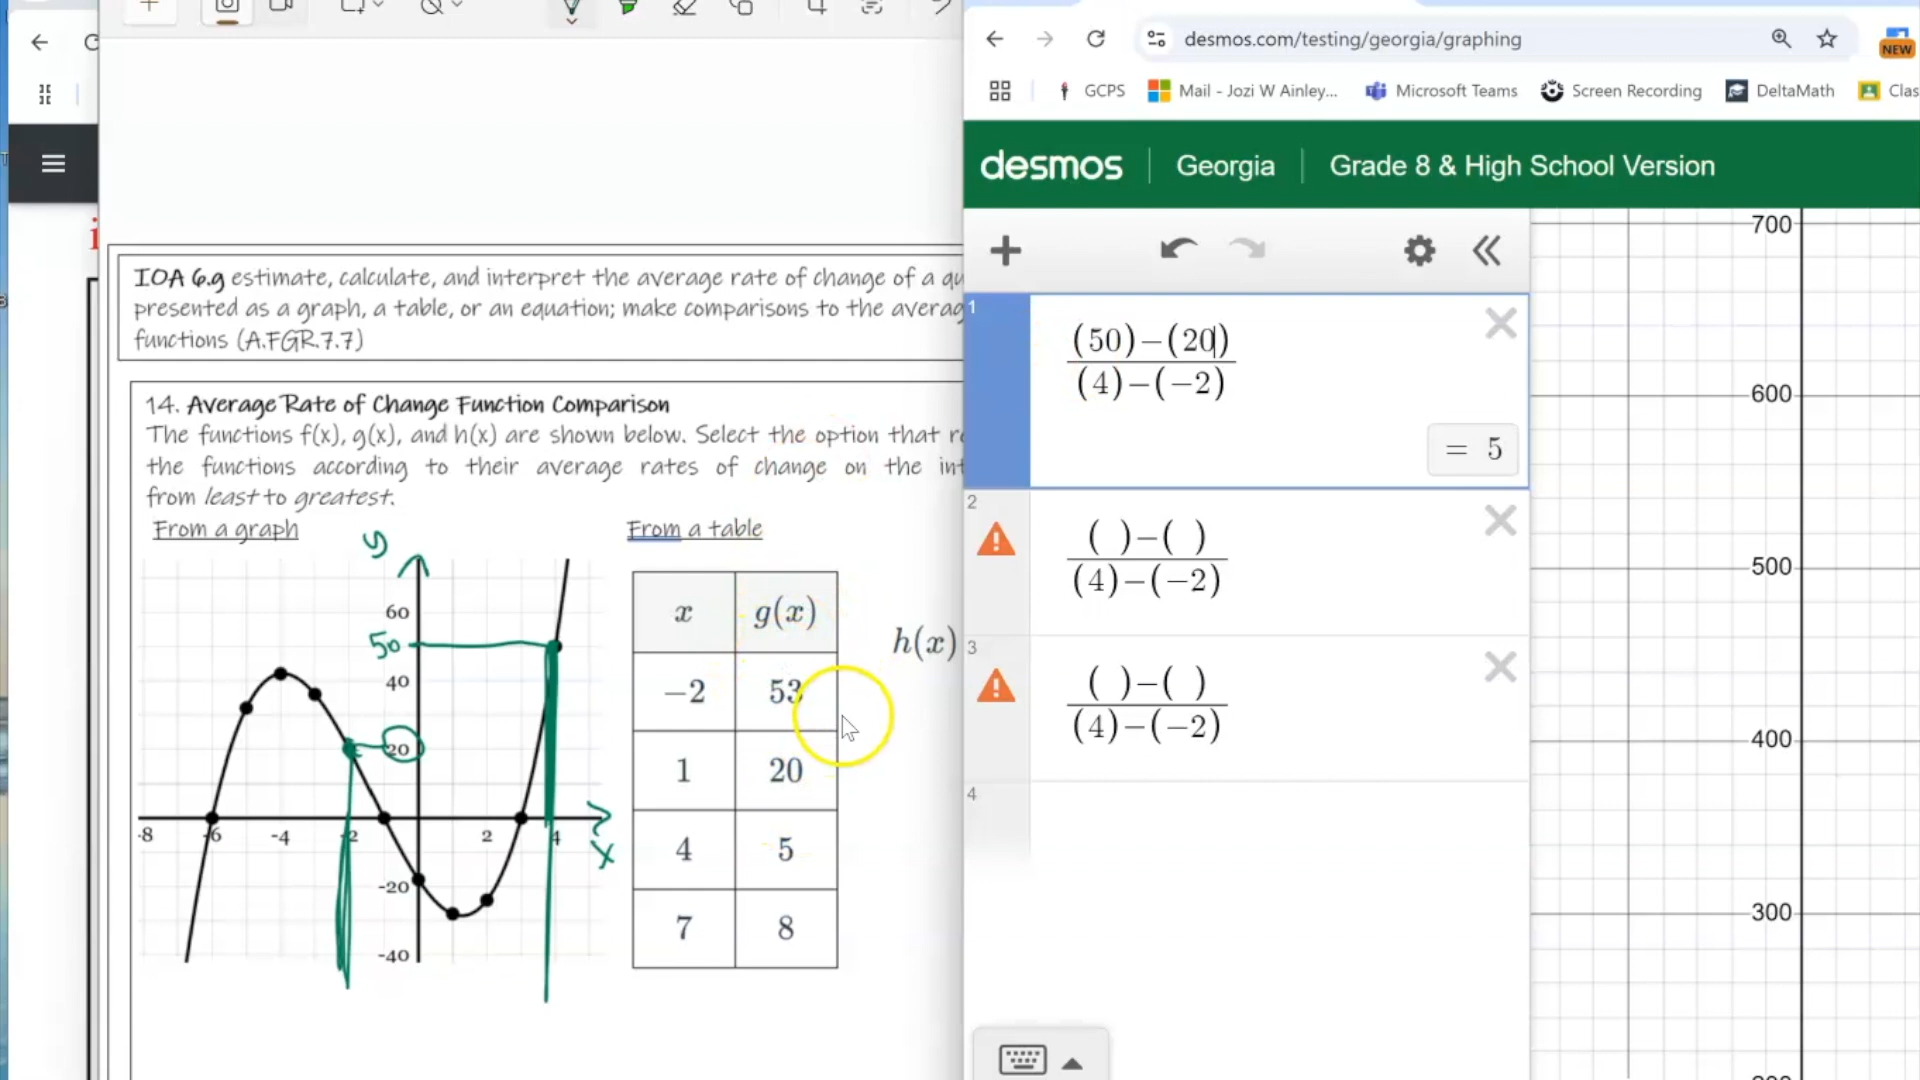 desmos.com/testing/georgia/graphing
NEW
GCPS
Mail - Jozi W Ainley...
Microsoft Teams
Screen Recording
DeltaMath
Clas
desmos
Georgia
Grade 8 & High School Version
IOA 6.g estimate, calculate, and interpret the average rate of change of a qu
presented as a graph, a table, or an equation; make comparisons to the averag
functions (A.FGR.7.7)
14. Average Rate of Change Function Comparison
The functions f(x), g(x), and h(x) are shown below. Select the option that r
the functions according to their average rates of change on the int
from least to greatest.
From a graph
From a table
y
60
50
40
20
-20
-40
-8 -6 -4 -2 2 4
x
x g(x)
−2 53
1 20
4 5
7 8
h(x)
1
(50)−(20)
(4)−(−2)
= 5
2
( )−( )
(4)−(−2)
3
( )−( )
(4)−(−2)
4
700
600
500
400
300